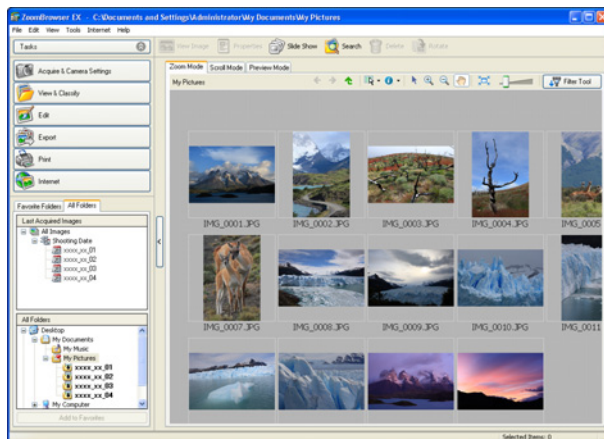 ZoomBrowser EX - C:\Documents and Settings\Administrator\My Documents\My Pictures
File Edit View Tools Internet Help
Tasks
View Image Properties Slide Show Search Delete Rotate
Acquire & Camera Settings
View & Classify
Edit
Export
Print
Internet
Zoom Mode Scroll Mode Preview Mode
My Pictures
Filter Tool
IMG_0001.JPG IMG_0002.JPG IMG_0003.JPG IMG_0004.JPG IMG_0005
IMG_0007.JPG IMG_0008.JPG IMG_0009.JPG IMG_0010.JPG IMG_0011
Favorite Folders All Folders
Last Acquired Images
All Images
Shooting Date
xxxx_xx_01
xxxx_xx_02
xxxx_xx_03
xxxx_xx_04
All Folders
Desktop
My Documents
My Music
My Pictures
xxxx_xx_01
xxxx_xx_02
xxxx_xx_03
xxxx_xx_04
My Computer
Add to Favorites
Selected Items: 0